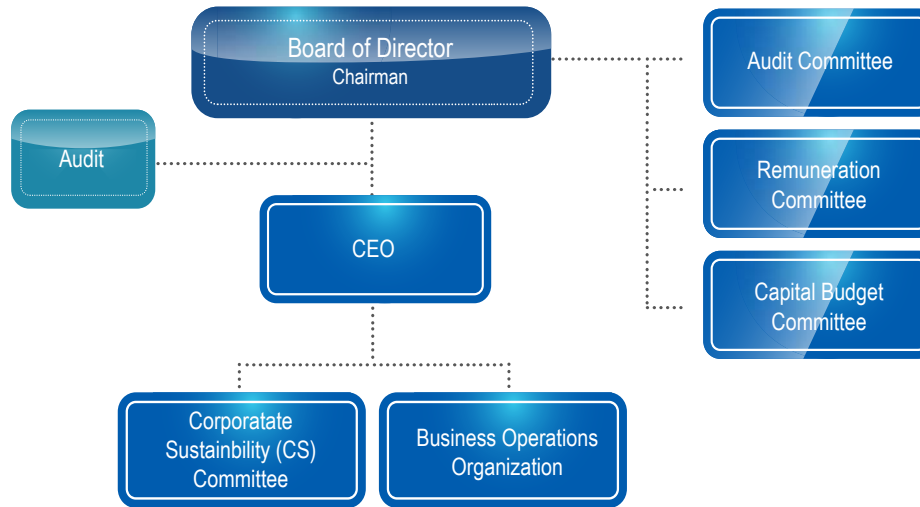 Board of Director
Chairman
Audit Committee
Audit
Remuneration
Committee
CEO
Capital Budget
Committee
Corporatate
Sustainbility (CS)
Committee
Business Operations
Organization